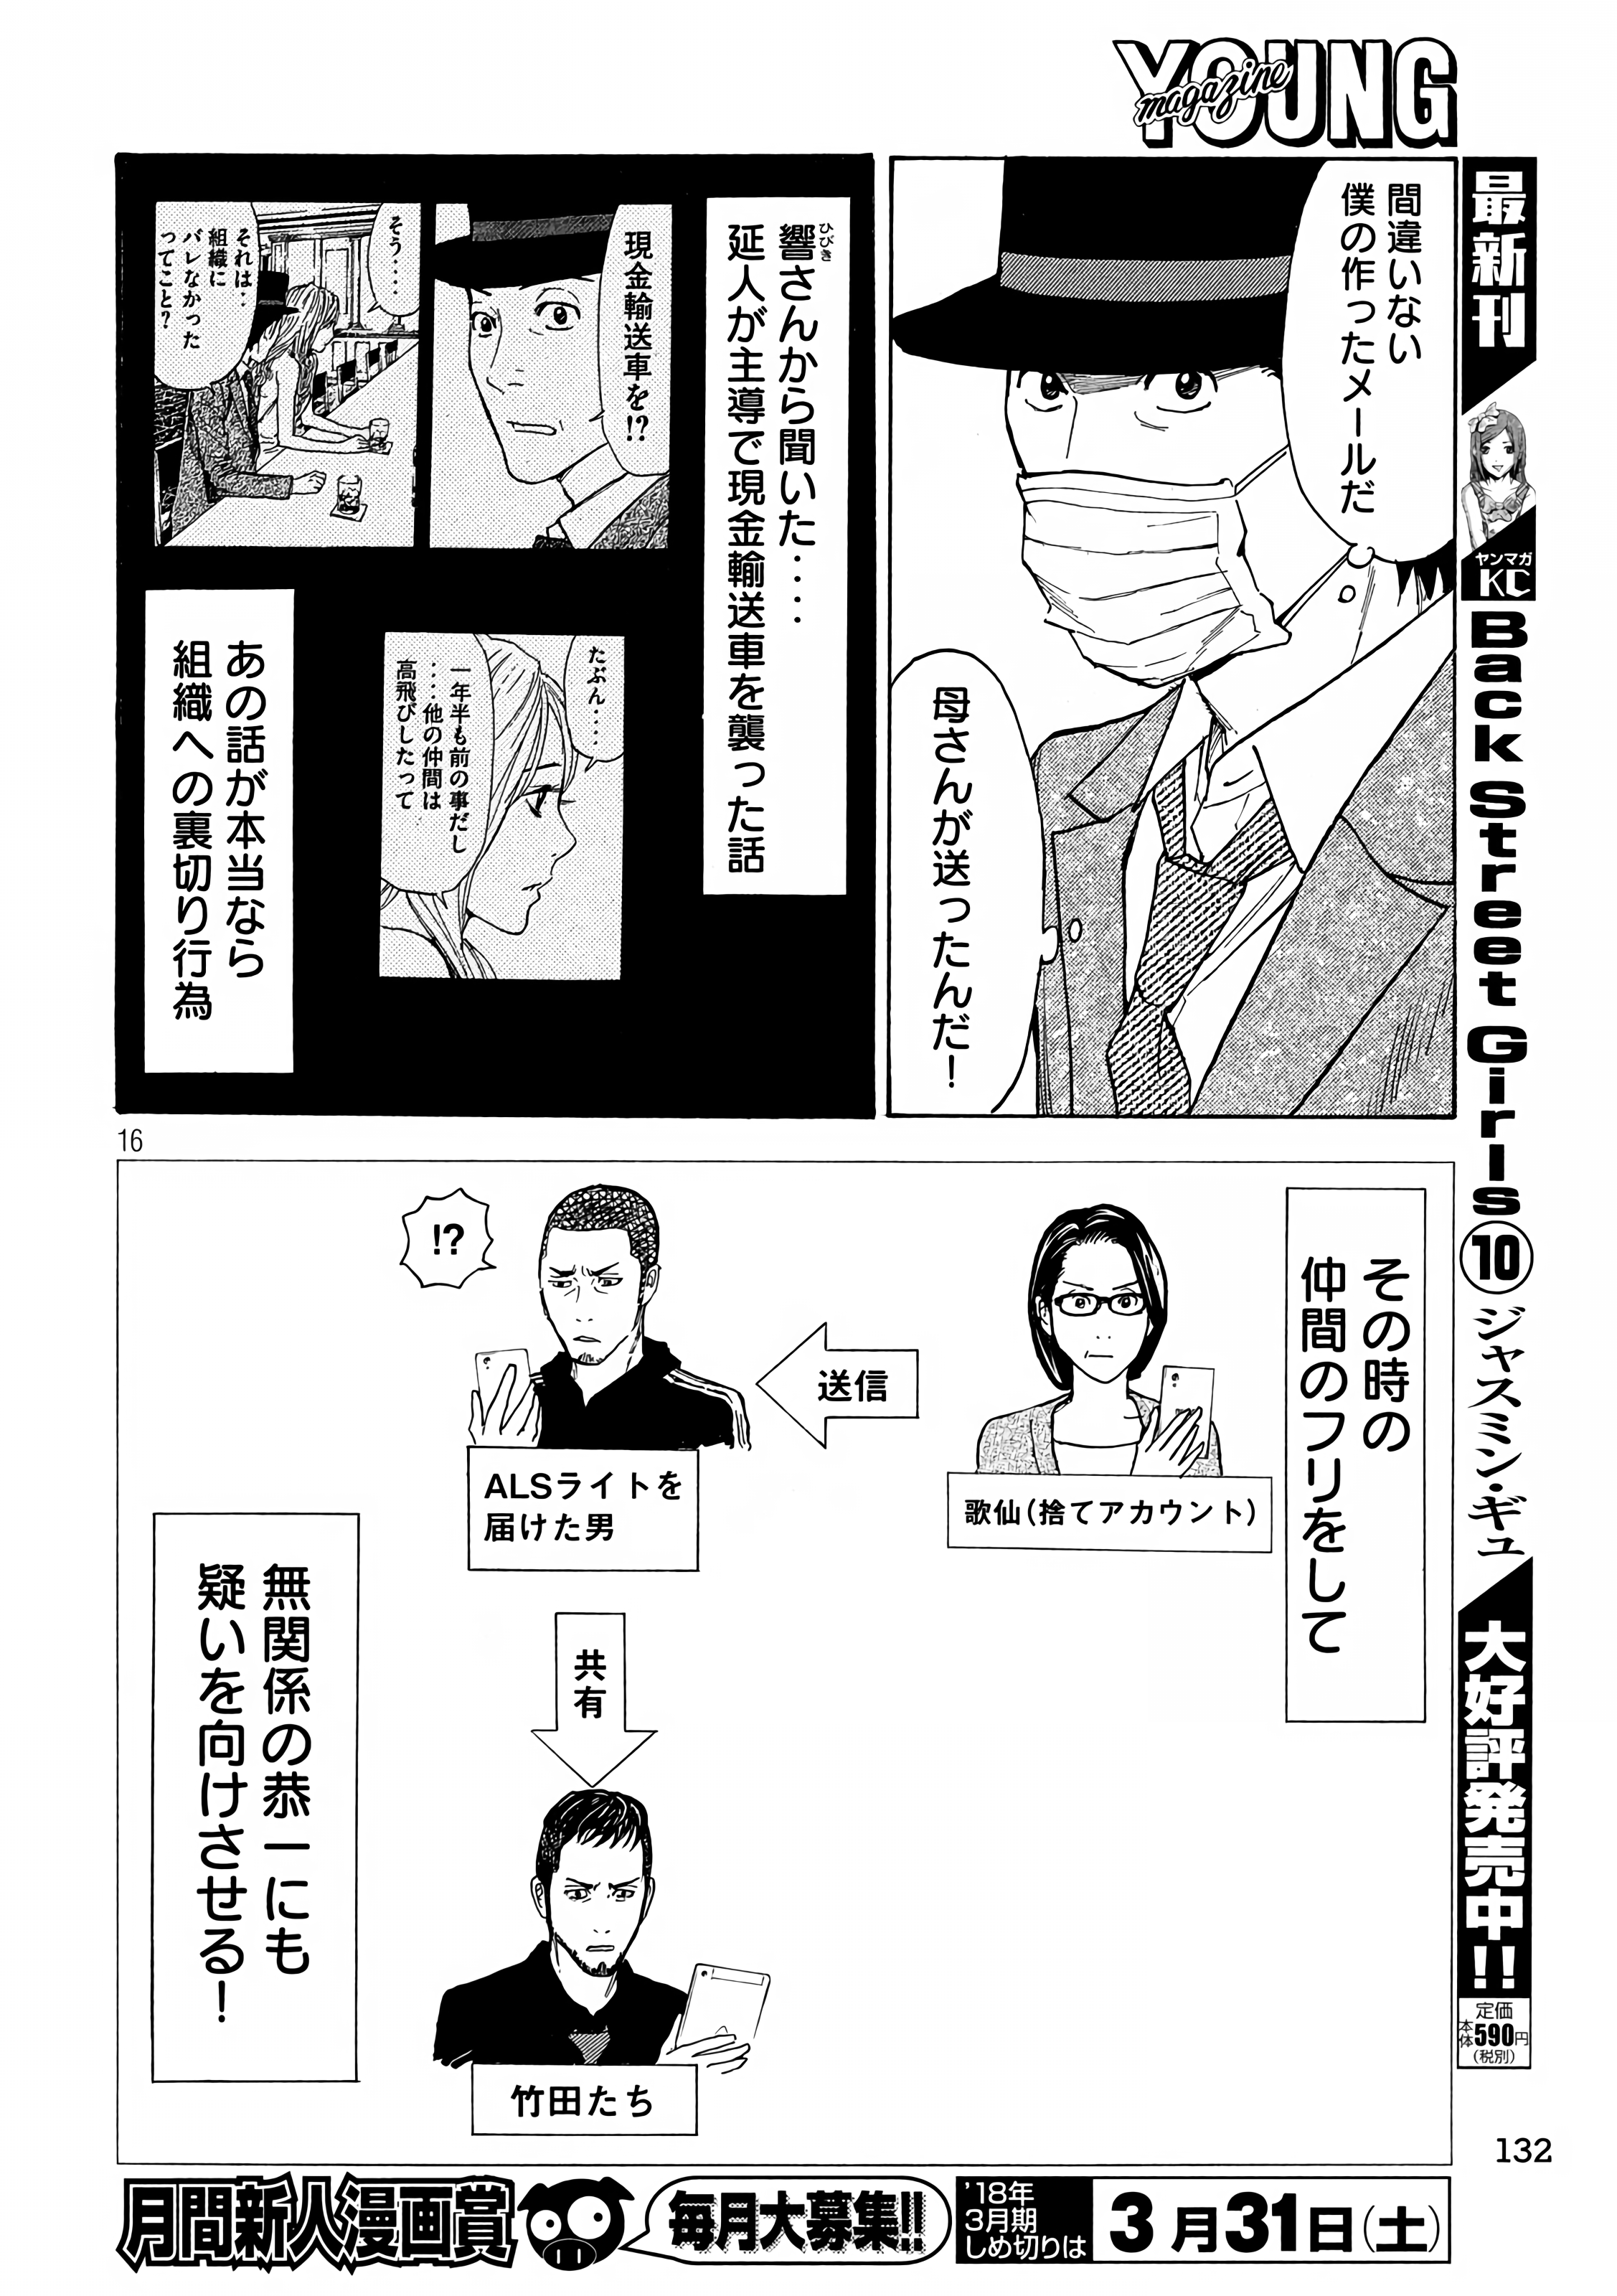 YOUNG
magazine
間違いない
僕の作ったメールだ
母さんが送ったんだ!
響さんから聞いた‥‥
ひびき
延人が主導で現金輸送車を襲った話
現金輸送車を!?
そう‥‥
それは‥
組織に
バレなかった
ってこと?
たぶん‥‥
一年半も前の事だし
‥‥他の仲間は
高飛びしたって
あの話が本当なら
組織への裏切り行為
16
その時の
仲間のフリをして
歌仙(捨てアカウント)
送信
!?
ALSライトを
届けた男
共有
竹田たち
無関係の恭一にも
疑いを向けさせる!
最新刊
ヤンマガ
KC
Back Street Girls⑩
ジャスミン・ギュ
大好評発売中!!
定価
本体590円
(税別)
132
月間新人漫画賞
毎月大募集!!
'18年
3月期
しめ切りは
3月31日(土)